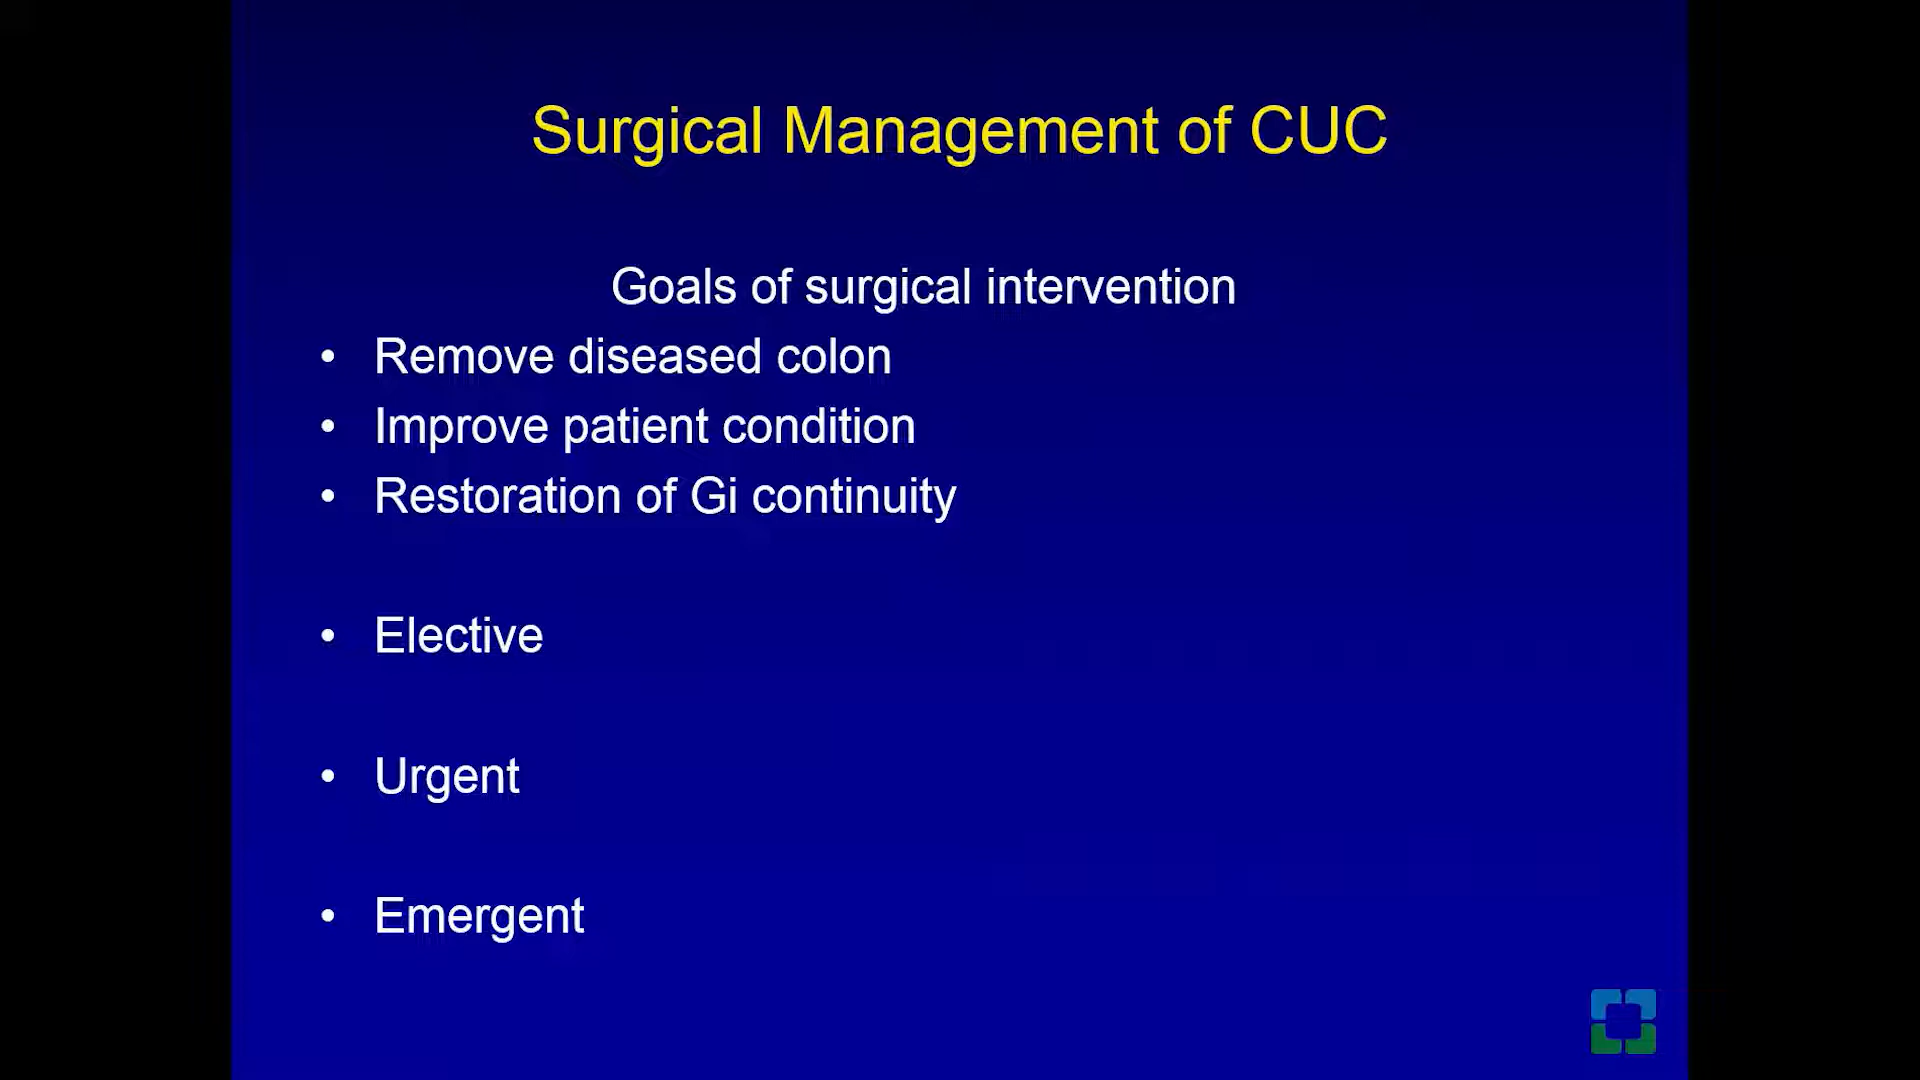 Surgical Management of CUC
Goals of surgical intervention
• Remove diseased colon
• Improve patient condition
• Restoration of Gi continuity
• Elective
• Urgent
• Emergent